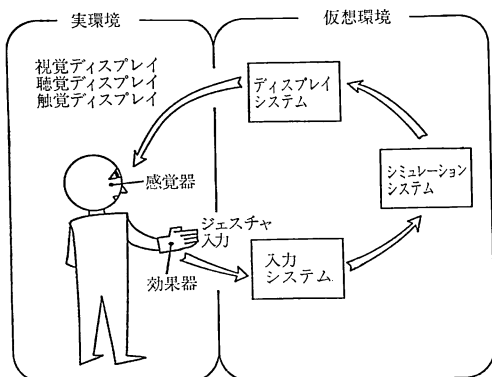 実環境
仮想環境
視覚ディスプレイ
聴覚ディスプレイ
触覚ディスプレイ
ディスプレイ
システム
シミュレーション
システム
感覚器
ジェスチャ
入力
効果器
入力
システム.